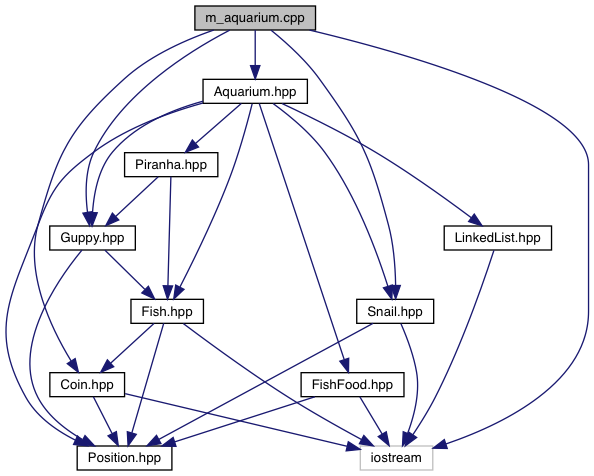 m_aquarium.cpp
Aquarium.hpp
Piranha.hpp
Guppy.hpp
LinkedList.hpp
Fish.hpp
Snail.hpp
Coin.hpp
FishFood.hpp
Position.hpp
iostream